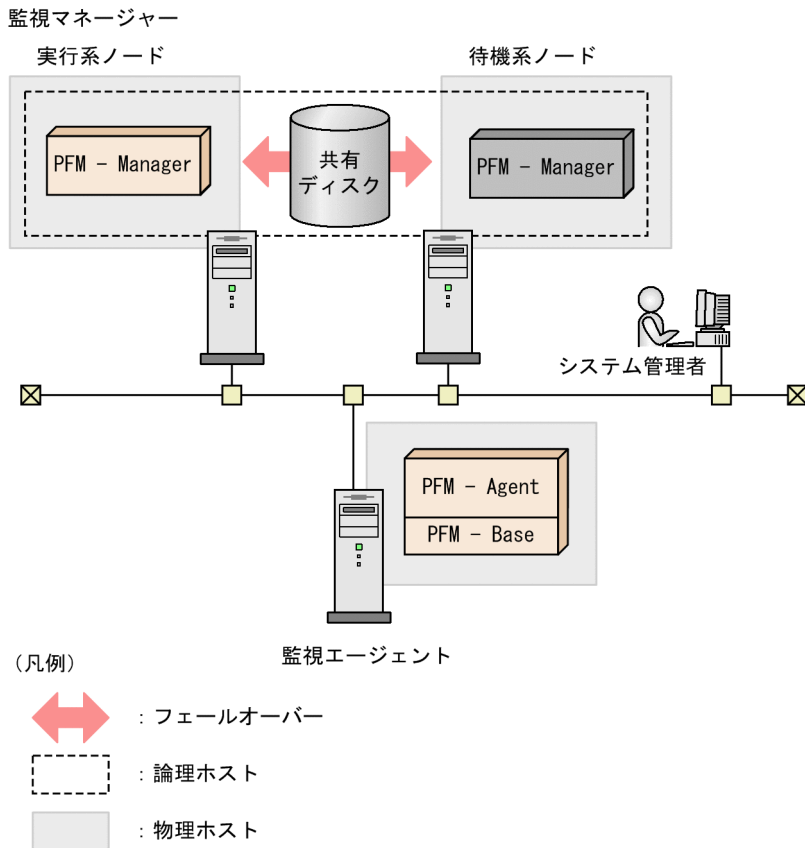 監視マネージャー
実行系ノード
待機系ノード
PFM - Manager
共有
ディスク
PFM - Manager
システム管理者
PFM - Agent
PFM - Base
監視エージェント
(凡例)
：フェールオーバー
：論理ホスト
：物理ホスト